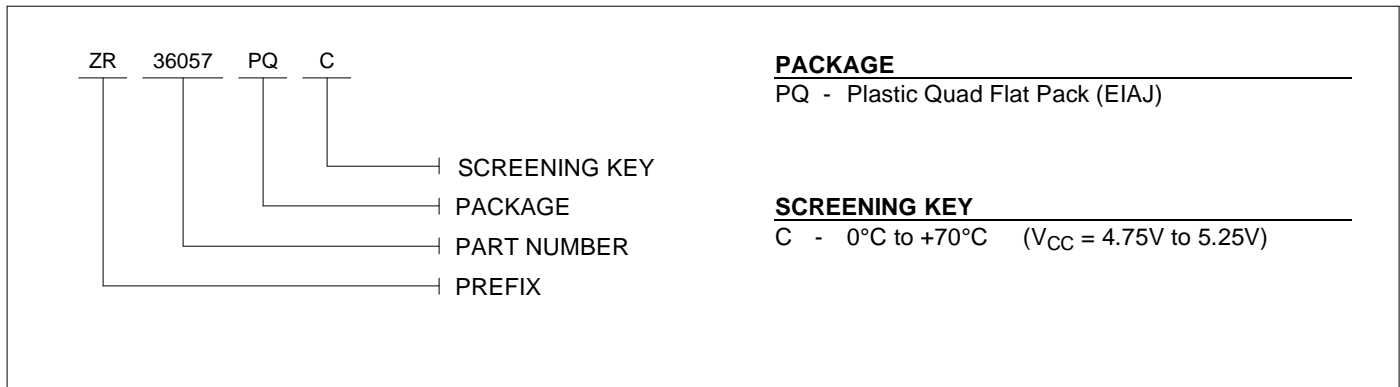 ZR 36057 PQ C
SCREENING KEY
PACKAGE
PART NUMBER
PREFIX
PACKAGE
PQ - Plastic Quad Flat Pack (EIAJ)
SCREENING KEY
C - 0°C to +70°C (VCC = 4.75V to 5.25V)